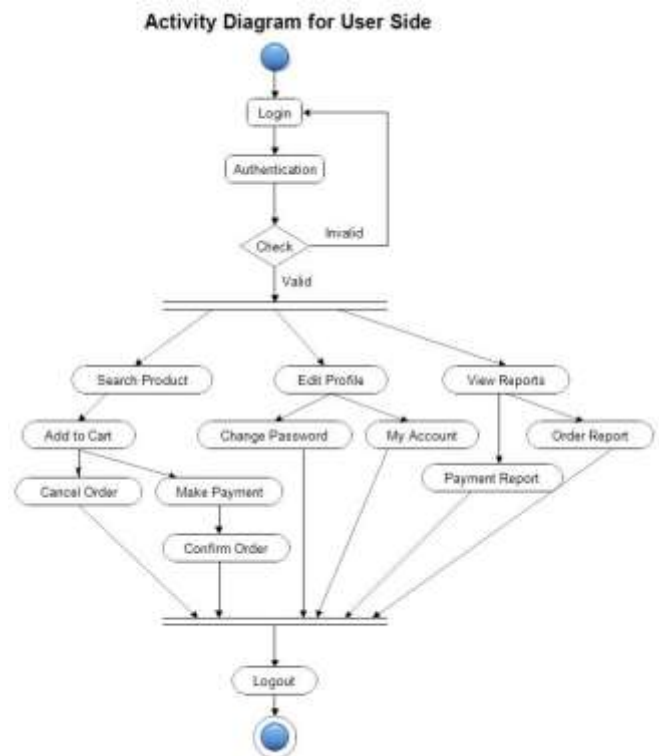 Activity Diagram for User Side
Login
Authentication
Invalid
Check
Valid
Search Product
Edit Profile
View Reports
Add to Cart
Change Password
My Account
Order Report
Cancel Order
Make Payment
Payment Report
Confirm Order
Logout